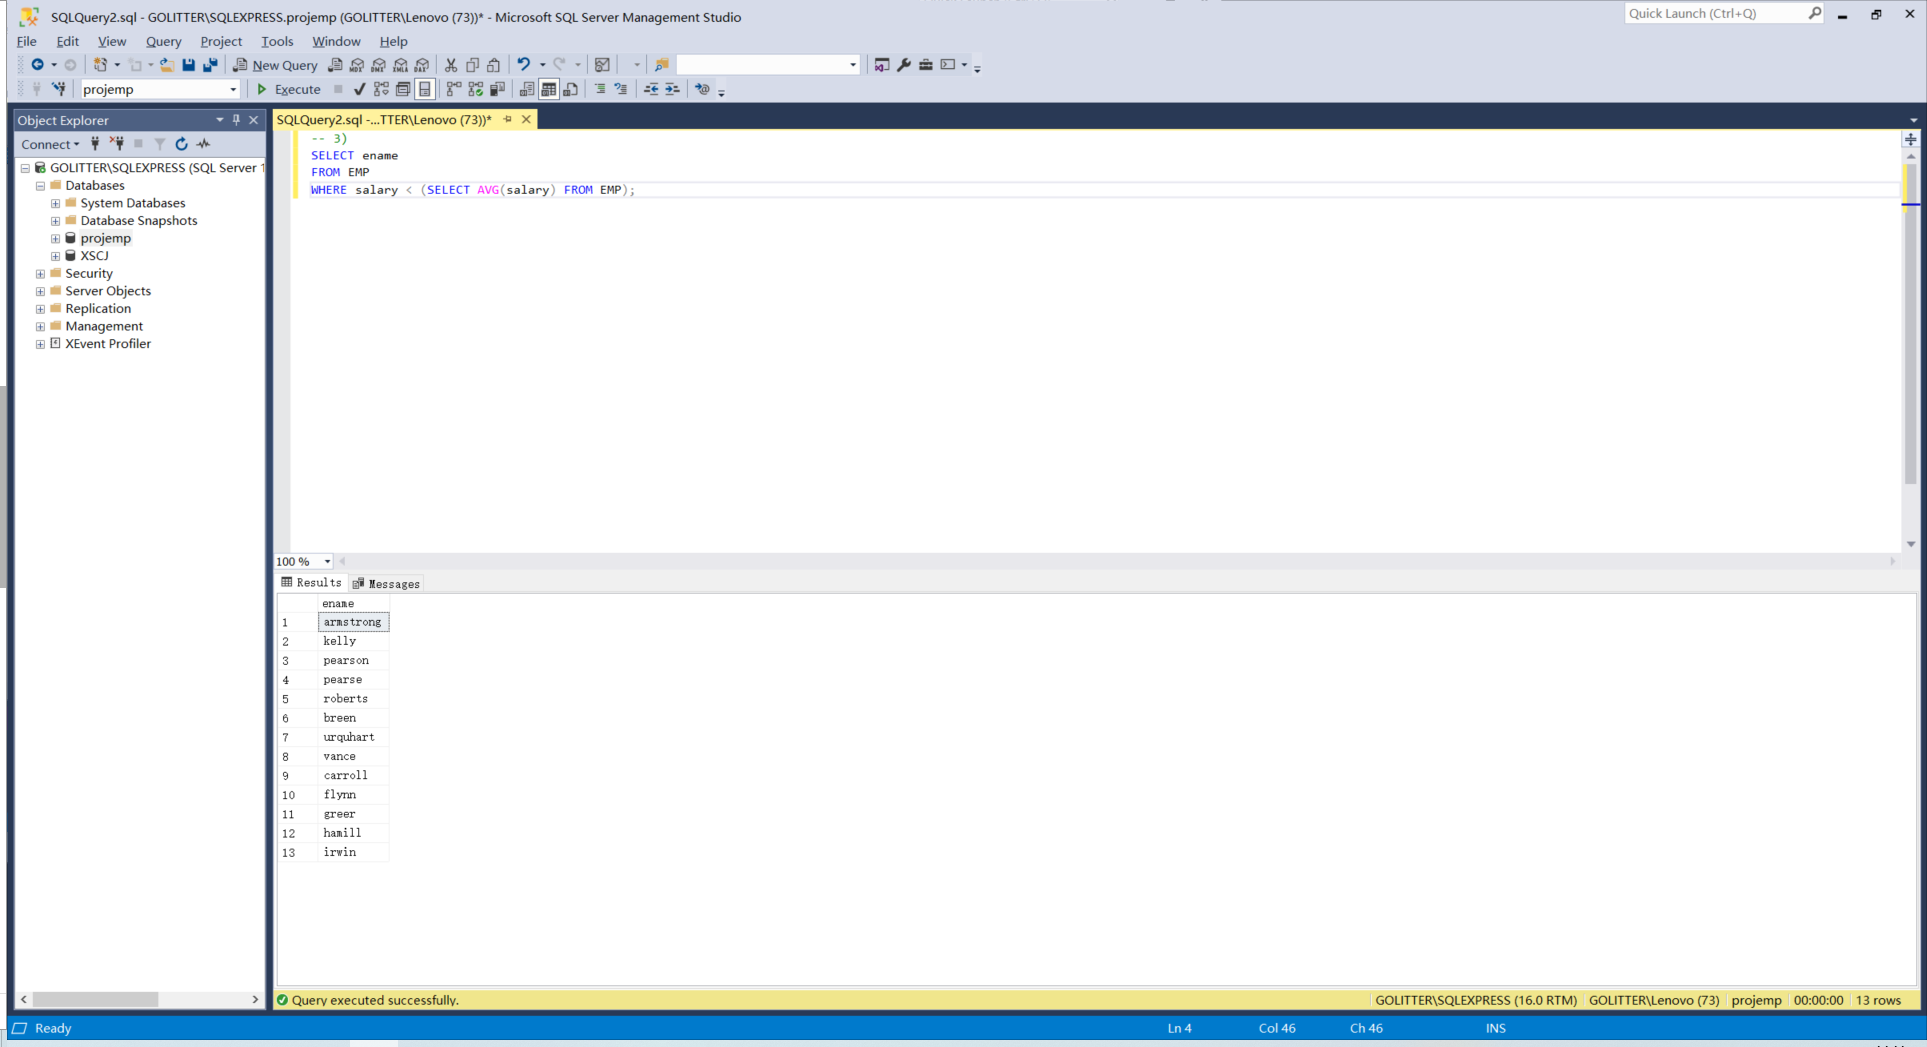 SQLQuery2.sql - GOLITTER\SQLEXPRESS.projemp (GOLITTER\Lenovo (73))* - Microsoft SQL Server Management Studio
Quick Launch (Ctrl+Q)
File Edit View Query Project Tools Window Help
New Query MDX DMX XMLA DAX
projemp Execute
Object Explorer
SQLQuery2.sql -...TTER\Lenovo (73))*
Connect
GOLITTER\SQLEXPRESS (SQL Server 1
Databases
System Databases
Database Snapshots
projemp
XSCJ
Security
Server Objects
Replication
Management
XEvent Profiler
-- 3)
SELECT ename
FROM EMP
WHERE salary < (SELECT AVG(salary) FROM EMP);
100 %
Results Messages
ename
1 armstrong
2 kelly
3 pearson
4 pearse
5 roberts
6 breen
7 urquhart
8 vance
9 carroll
10 flynn
11 greer
12 hamill
13 irwin
Query executed successfully. GOLITTER\SQLEXPRESS (16.0 RTM) GOLITTER\Lenovo (73) projemp 00:00:00 13 rows
Ready Ln 4 Col 46 Ch 46 INS